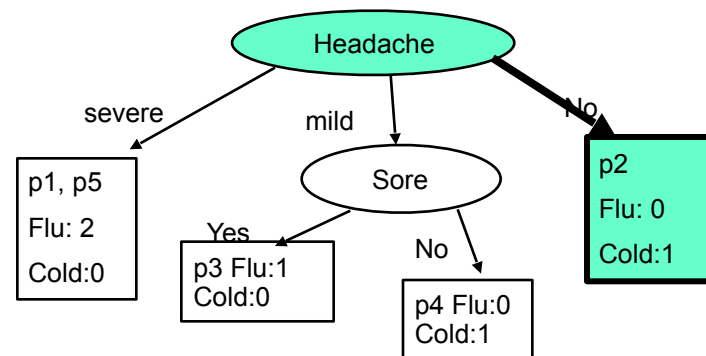 Headache
severe
mild
No
p1, p5
Flu: 2
Cold:0
Sore
p2
Flu: 0
Cold:1
Yes
No
p3 Flu:1
Cold:0
p4 Flu:0
Cold:1